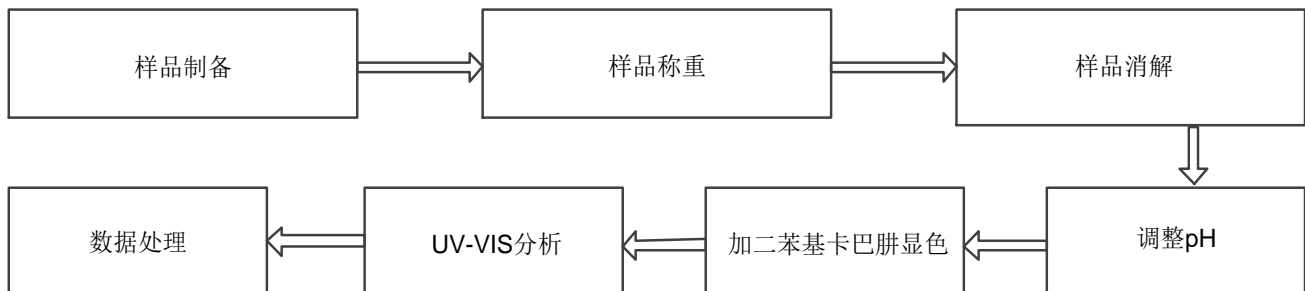 样品制备
样品称重
样品消解
调整pH
加二苯基卡巴肼显色
UV-VIS分析
数据处理